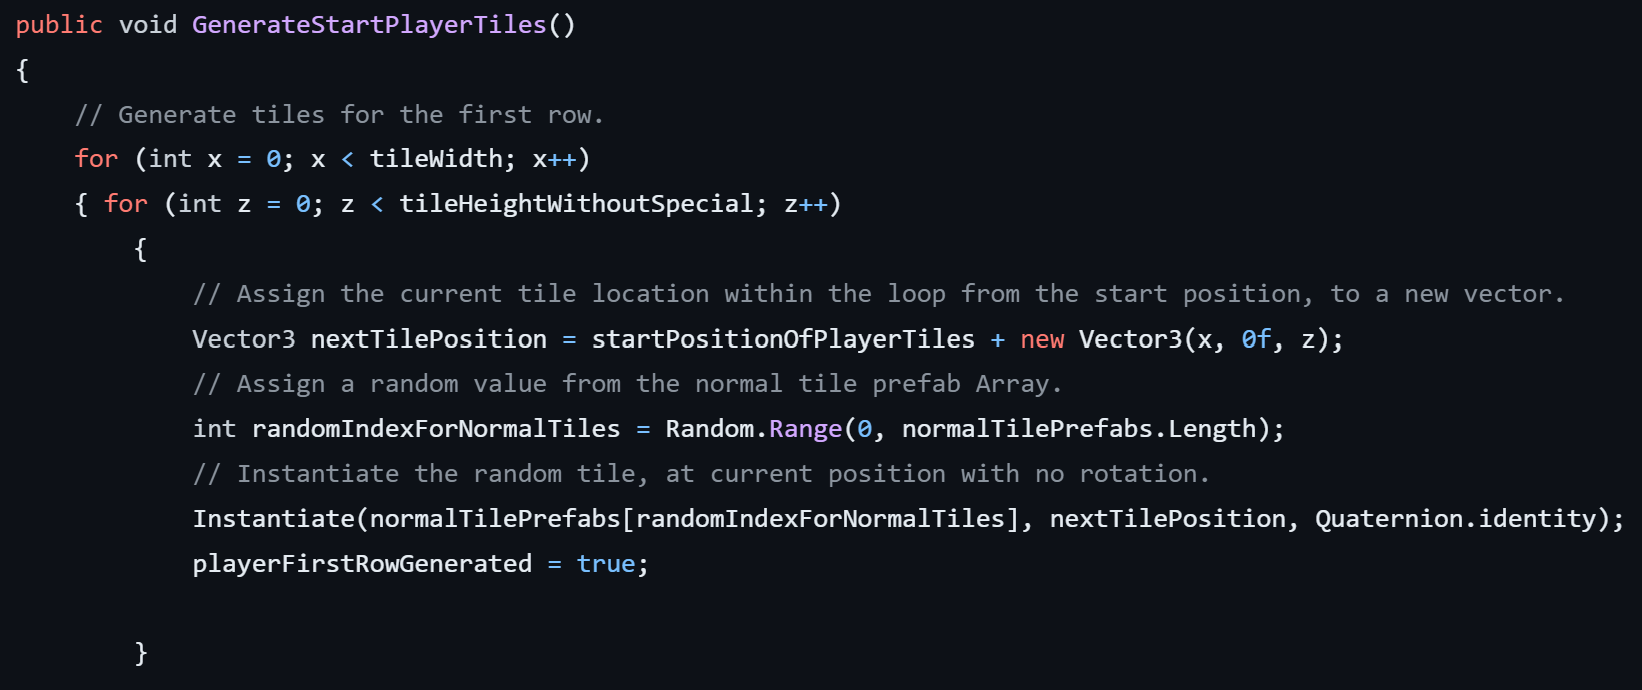 public void GenerateStartPlayerTiles()
{
    // Generate tiles for the first row.
    for (int x = 0; x < tileWidth; x++)
    { for (int z = 0; z < tileHeightWithoutSpecial; z++)
        {
            // Assign the current tile location within the loop from the start position, to a new vector.
            Vector3 nextTilePosition = startPositionOfPlayerTiles + new Vector3(x, 0f, z);
            // Assign a random value from the normal tile prefab Array.
            int randomIndexForNormalTiles = Random.Range(0, normalTilePrefabs.Length);
            // Instantiate the random tile, at current position with no rotation.
            Instantiate(normalTilePrefabs[randomIndexForNormalTiles], nextTilePosition, Quaternion.identity);
            playerFirstRowGenerated = true;

        }